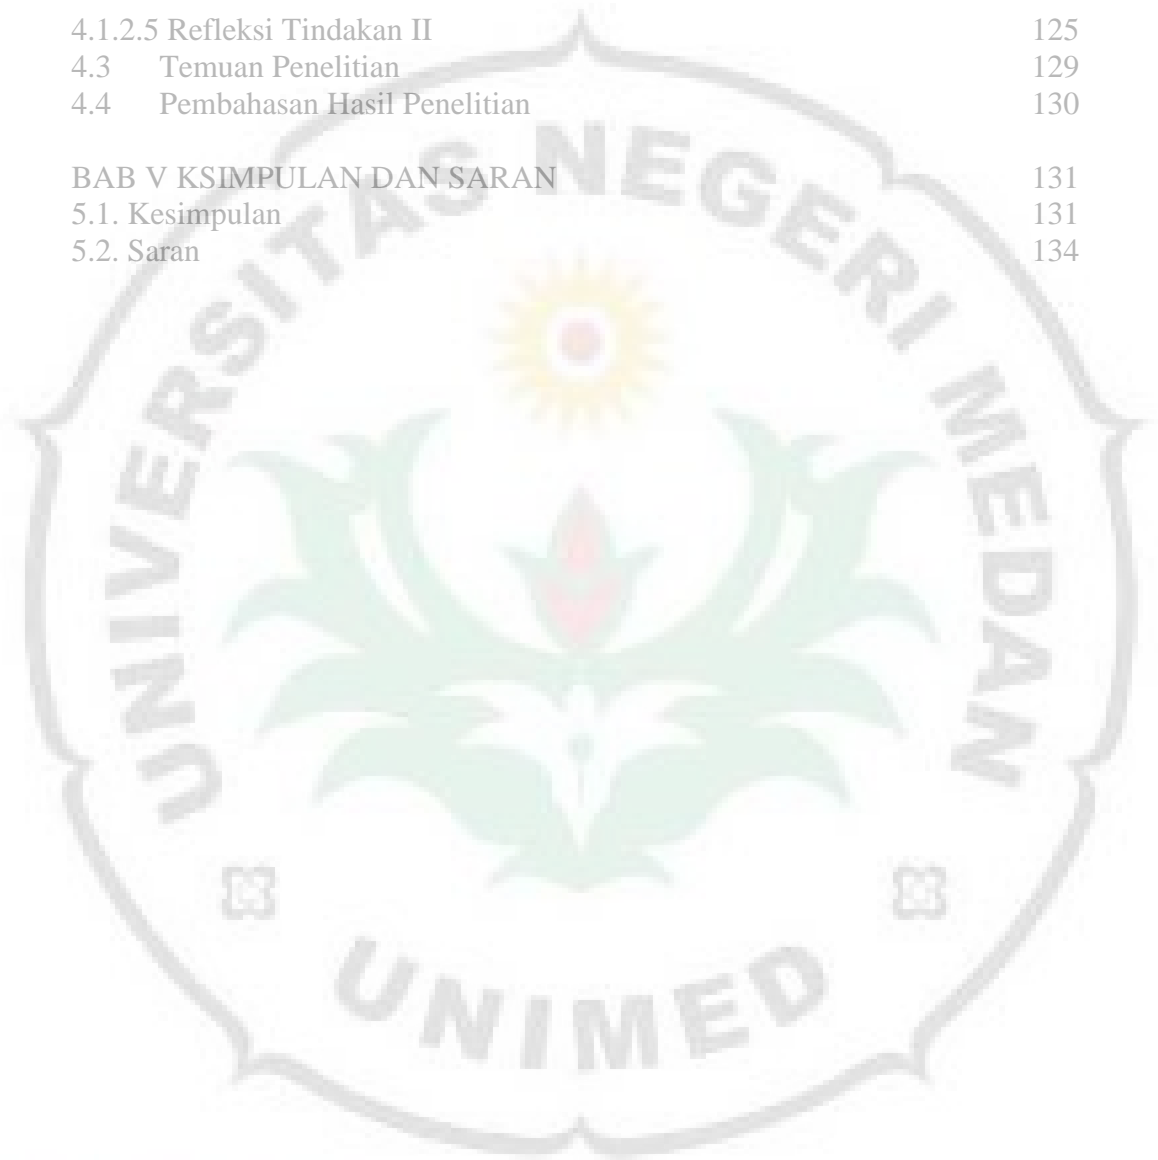 4.1.2.5 Refleksi Tindakan II 125
4.3 Temuan Penelitian 129
4.4 Pembahasan Hasil Penelitian 130
BAB V KSIMPULAN DAN SARAN 131
5.1. Kesimpulan 131
5.2. Saran 134
UNIVERSITAS NEGERI MEDAN
UNIMED